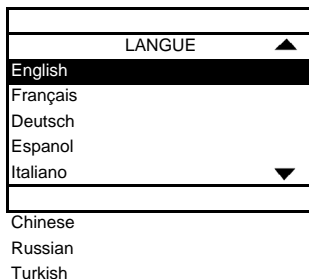 LANGUE
English
Français
Deutsch
Espanol
Italiano
Chinese
Russian
Turkish